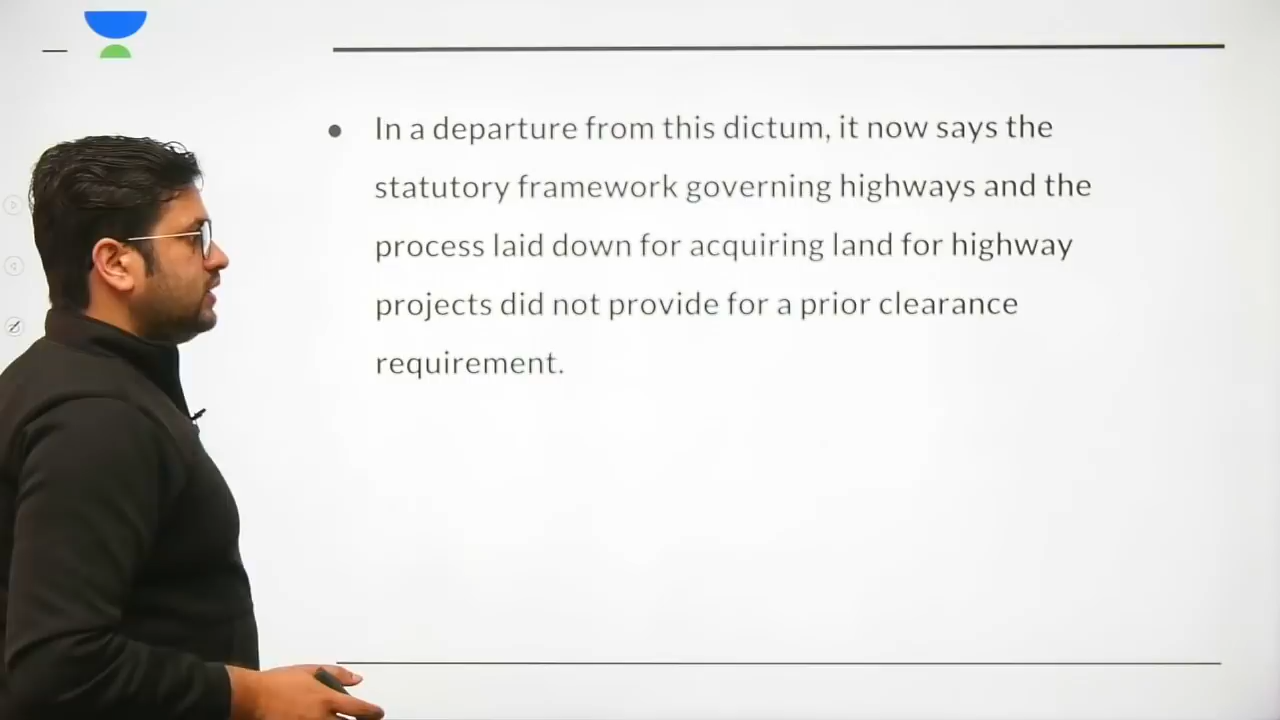 In a departure from this dictum, it now says the
statutory framework governing highways and the
process laid down for acquiring land for highway
projects did not provide for a prior clearance
requirement.